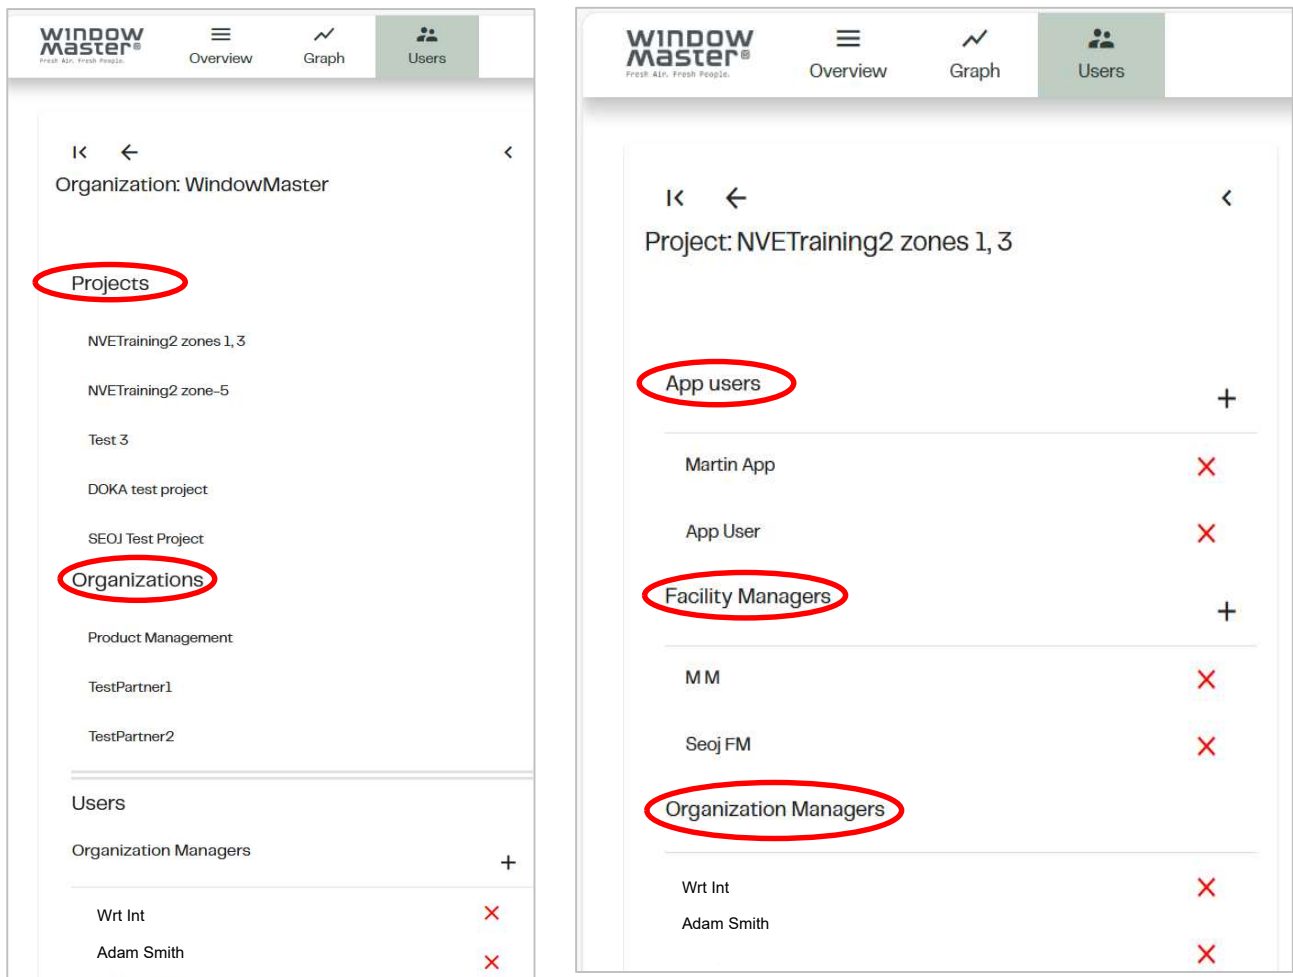 WINDOW
Master®
Fresh Air. Fresh People.
Overview
Graph
Users
Organization: WindowMaster
Projects
NVETraining2 zones 1, 3
NVETraining2 zone-5
Test 3
DOKA test project
SEOJ Test Project
Organizations
Product Management
TestPartner1
TestPartner2
Users
Organization Managers
Wrt Int
Adam Smith
WINDOW
Master®
Fresh Air. Fresh People.
Overview
Graph
Users
Project: NVETraining2 zones 1, 3
App users
Martin App
App User
Facility Managers
M M
Seoj FM
Organization Managers
Wrt Int
Adam Smith